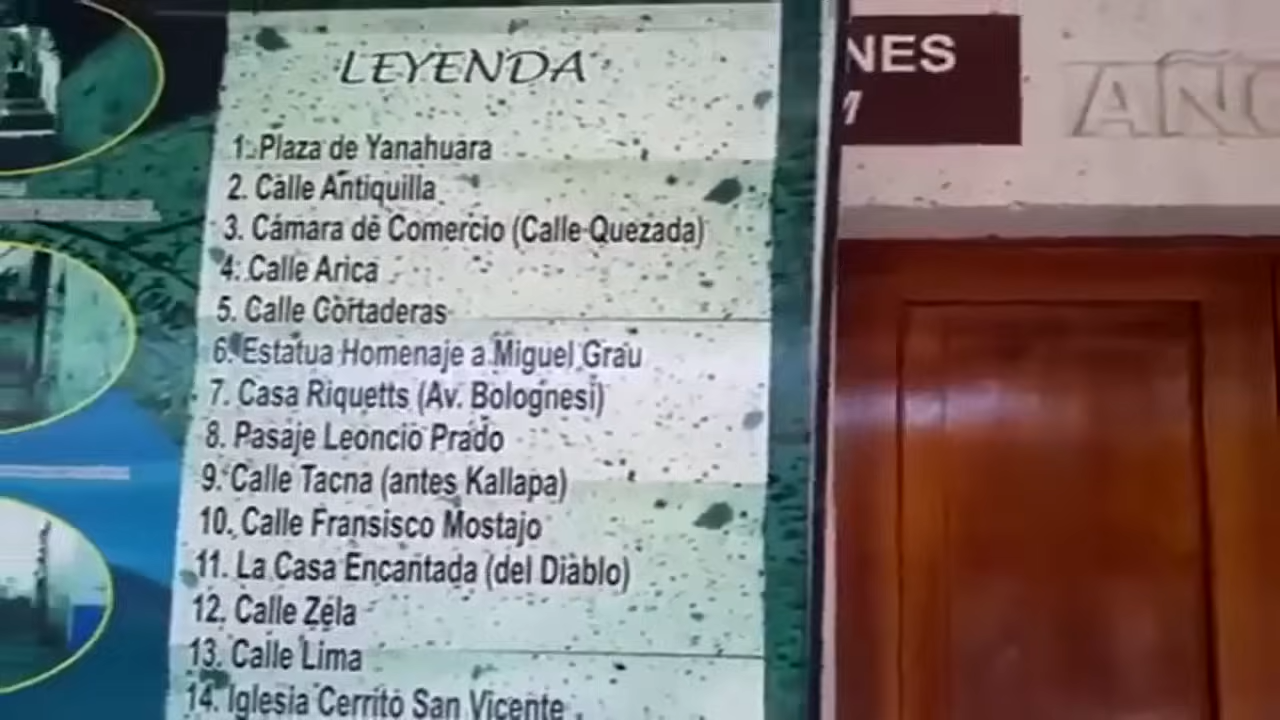 LEYENDA
1. Plaza de Yanahuara
2. Calle Antiquilla
3. Cámara de Comercio (Calle Quezada)
4. Calle Arica
5. Calle Cortaderas
6. Estatua Homenaje a Miguel Grau
7. Casa Riquetts (Av. Bolognesi)
8. Pasaje Leoncio Prado
9. Calle Tacna (antes Kallapa)
10. Calle Fransisco Mostajo
11. La Casa Encantada (del Diablo)
12. Calle Zela
13. Calle Lima
14. Iglesia Cerrito San Vicente
NES
M
AÑO